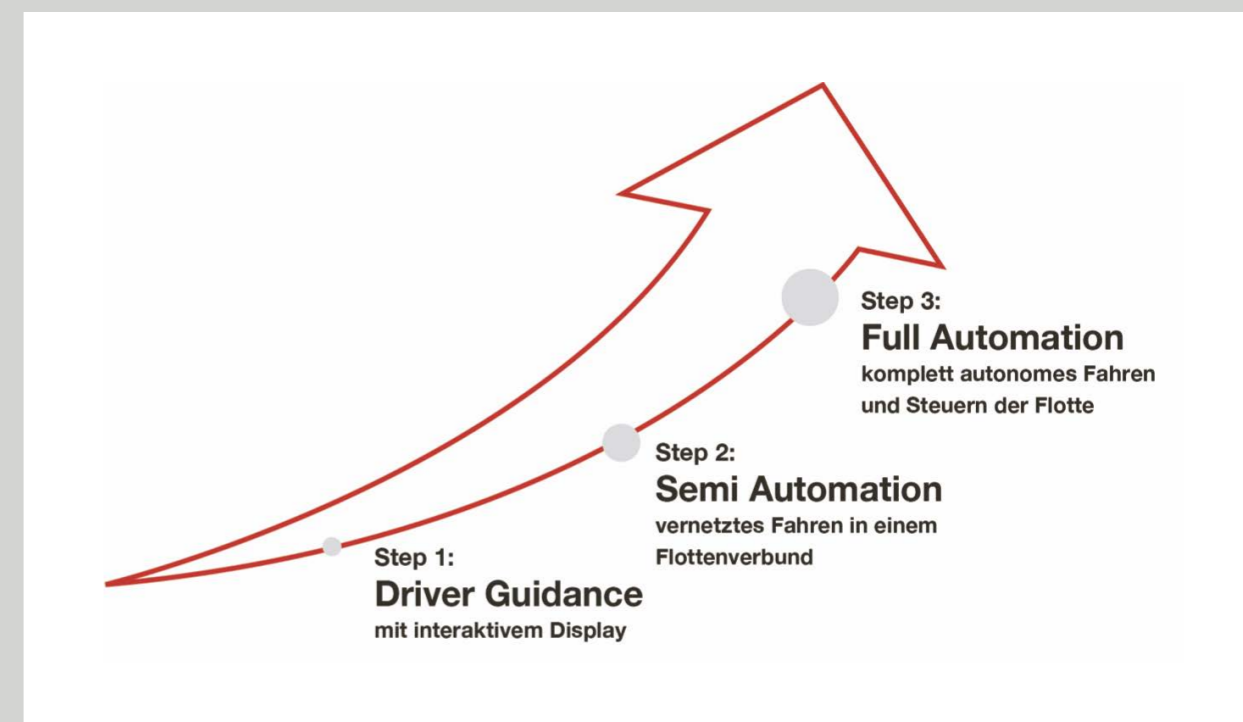 Step 1:
Driver Guidance
mit interaktivem Display
Step 2:
Semi Automation
vernetztes Fahren in einem
Flottenverbund
Step 3:
Full Automation
komplett autonomes Fahren
und Steuern der Flotte